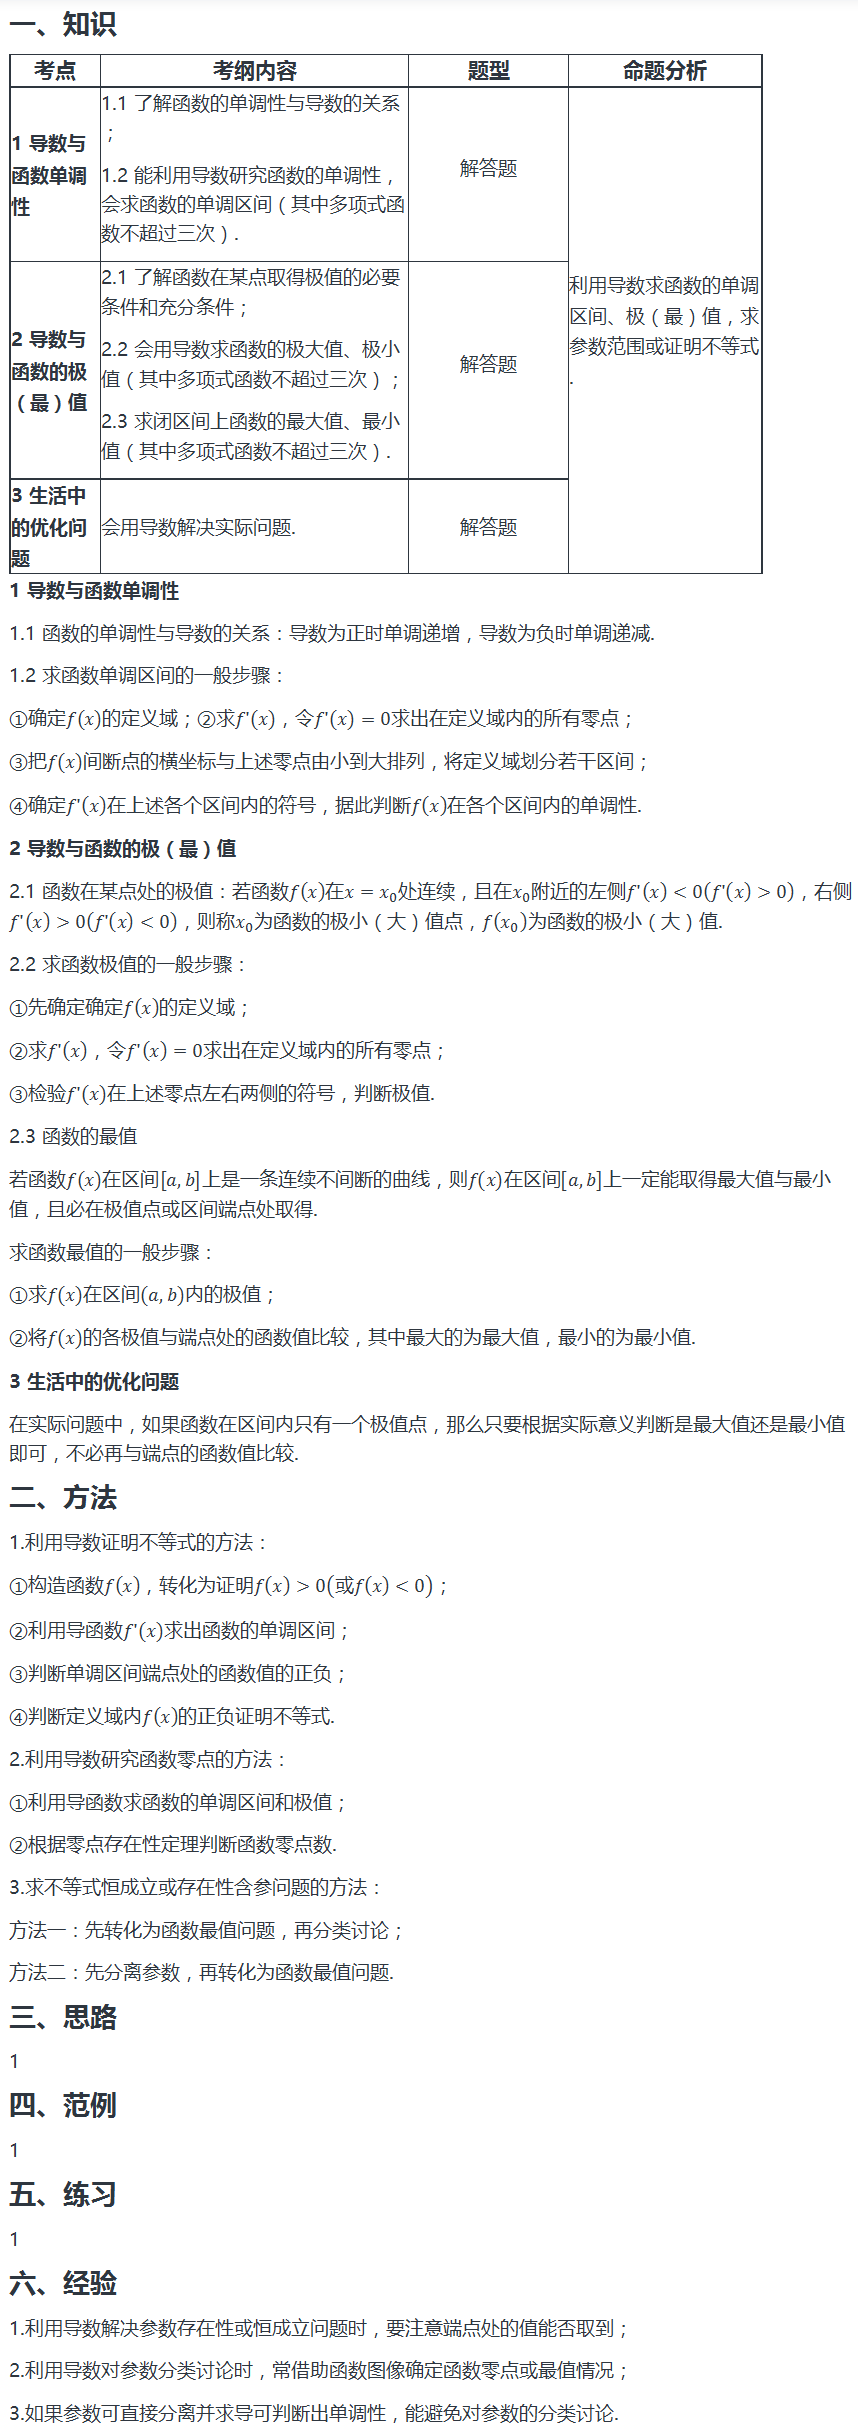 一、知识
考点 考纲内容 题型 命题分析
1 导数与
函数单调
性
1.1 了解函数的单调性与导数的关系
；
1.2 能利用导数研究函数的单调性，
会求函数的单调区间（其中多项式函
数不超过三次）.
解答题
利用导数求函数的单调
区间、极（最）值，求
参数范围或证明不等式
.
2 导数与
函数的极
（最）值
2.1 了解函数在某点取得极值的必要
条件和充分条件；
2.2 会用导数求函数的极大值、极小
值（其中多项式函数不超过三次）；
2.3 求闭区间上函数的最大值、最小
值（其中多项式函数不超过三次）.
解答题
3 生活中
的优化问
题
会用导数解决实际问题.
解答题
1 导数与函数单调性
1.1 函数的单调性与导数的关系：导数为正时单调递增，导数为负时单调递减.
1.2 求函数单调区间的一般步骤：
①确定f(x)的定义域；②求f'(x)，令f'(x) = 0求出在定义域内的所有零点；
③把f(x)间断点的横坐标与上述零点由小到大排列，将定义域划分若干区间；
④确定f'(x)在上述各个区间内的符号，据此判断f(x)在各个区间内的单调性.
2 导数与函数的极（最）值
2.1 函数在某点处的极值：若函数f(x)在x = x₀处连续，且在x₀附近的左侧f'(x) < 0(f'(x) > 0)，右侧
f'(x) > 0(f'(x) < 0)，则称x₀为函数的极小（大）值点，f(x₀)为函数的极小（大）值.
2.2 求函数极值的一般步骤：
①先确定确定f(x)的定义域；
②求f'(x)，令f'(x) = 0求出在定义域内的所有零点；
③检验f'(x)在上述零点左右两侧的符号，判断极值.
2.3 函数的最值
若函数f(x)在区间[a, b]上是一条连续不间断的曲线，则f(x)在区间[a, b]上一定能取得最大值与最小
值，且必在极值点或区间端点处取得.
求函数最值的一般步骤：
①求f(x)在区间(a, b)内的极值；
②将f(x)的各极值与端点处的函数值比较，其中最大的为最大值，最小的为最小值.
3 生活中的优化问题
在实际问题中，如果函数在区间内只有一个极值点，那么只要根据实际意义判断是最大值还是最小值
即可，不必再与端点的函数值比较.
二、方法
1.利用导数证明不等式的方法：
①构造函数f(x)，转化为证明f(x) > 0(或f(x) < 0)；
②利用导函数f'(x)求出函数的单调区间；
③判断单调区间端点处的函数值的正负；
④判断定义域内f(x)的正负证明不等式.
2.利用导数研究函数零点的方法：
①利用导函数求函数的单调区间和极值；
②根据零点存在性定理判断函数零点数.
3.求不等式恒成立或存在性含参问题的方法：
方法一：先转化为函数最值问题，再分类讨论；
方法二：先分离参数，再转化为函数最值问题.
三、思路
1
四、范例
1
五、练习
1
六、经验
1.利用导数解决参数存在性或恒成立问题时，要注意端点处的值能否取到；
2.利用导数对参数分类讨论时，常借助函数图像确定函数零点或最值情况；
3.如果参数可直接分离并求导可判断出单调性，能避免对参数的分类讨论.